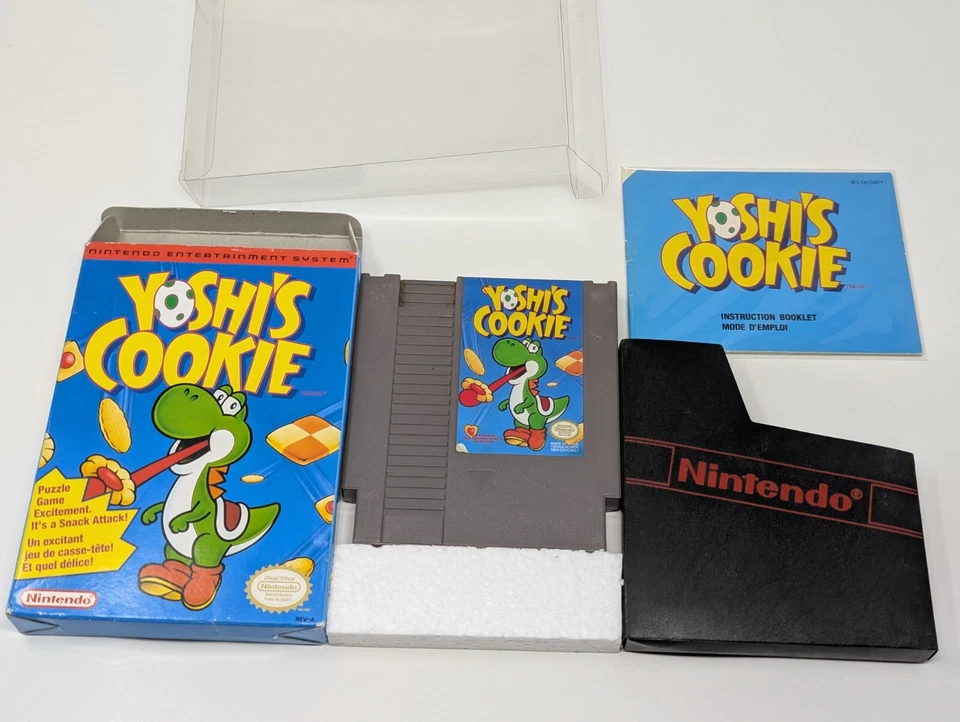 NINTENDO ENTERTAINMENT SYSTEM®
YOSHI'S
COOKIE
Puzzle
Game
Excitement.
It's a Snack Attack!
Un excitant
jeu de casse-tête!
Et quel délice!
Nintendo
Nintendo
REV-A
YOSHI'S
COOKIE
YOSHI'S
COOKIE
INSTRUCTION BOOKLET
MODE D'EMPLOI
Nintendo®